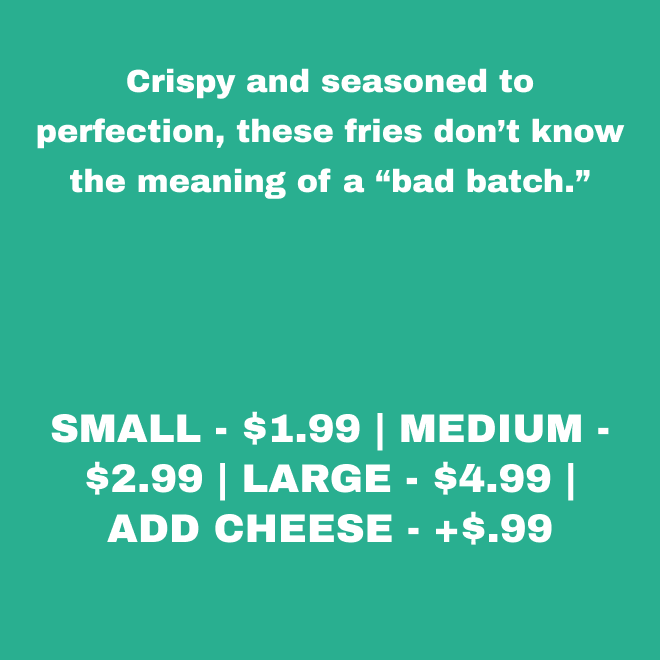 Crispy and seasoned to
perfection, these fries don’t know
the meaning of a “bad batch.”
SMALL - $1.99 | MEDIUM -
$2.99 | LARGE - $4.99 |
ADD CHEESE - +$.99